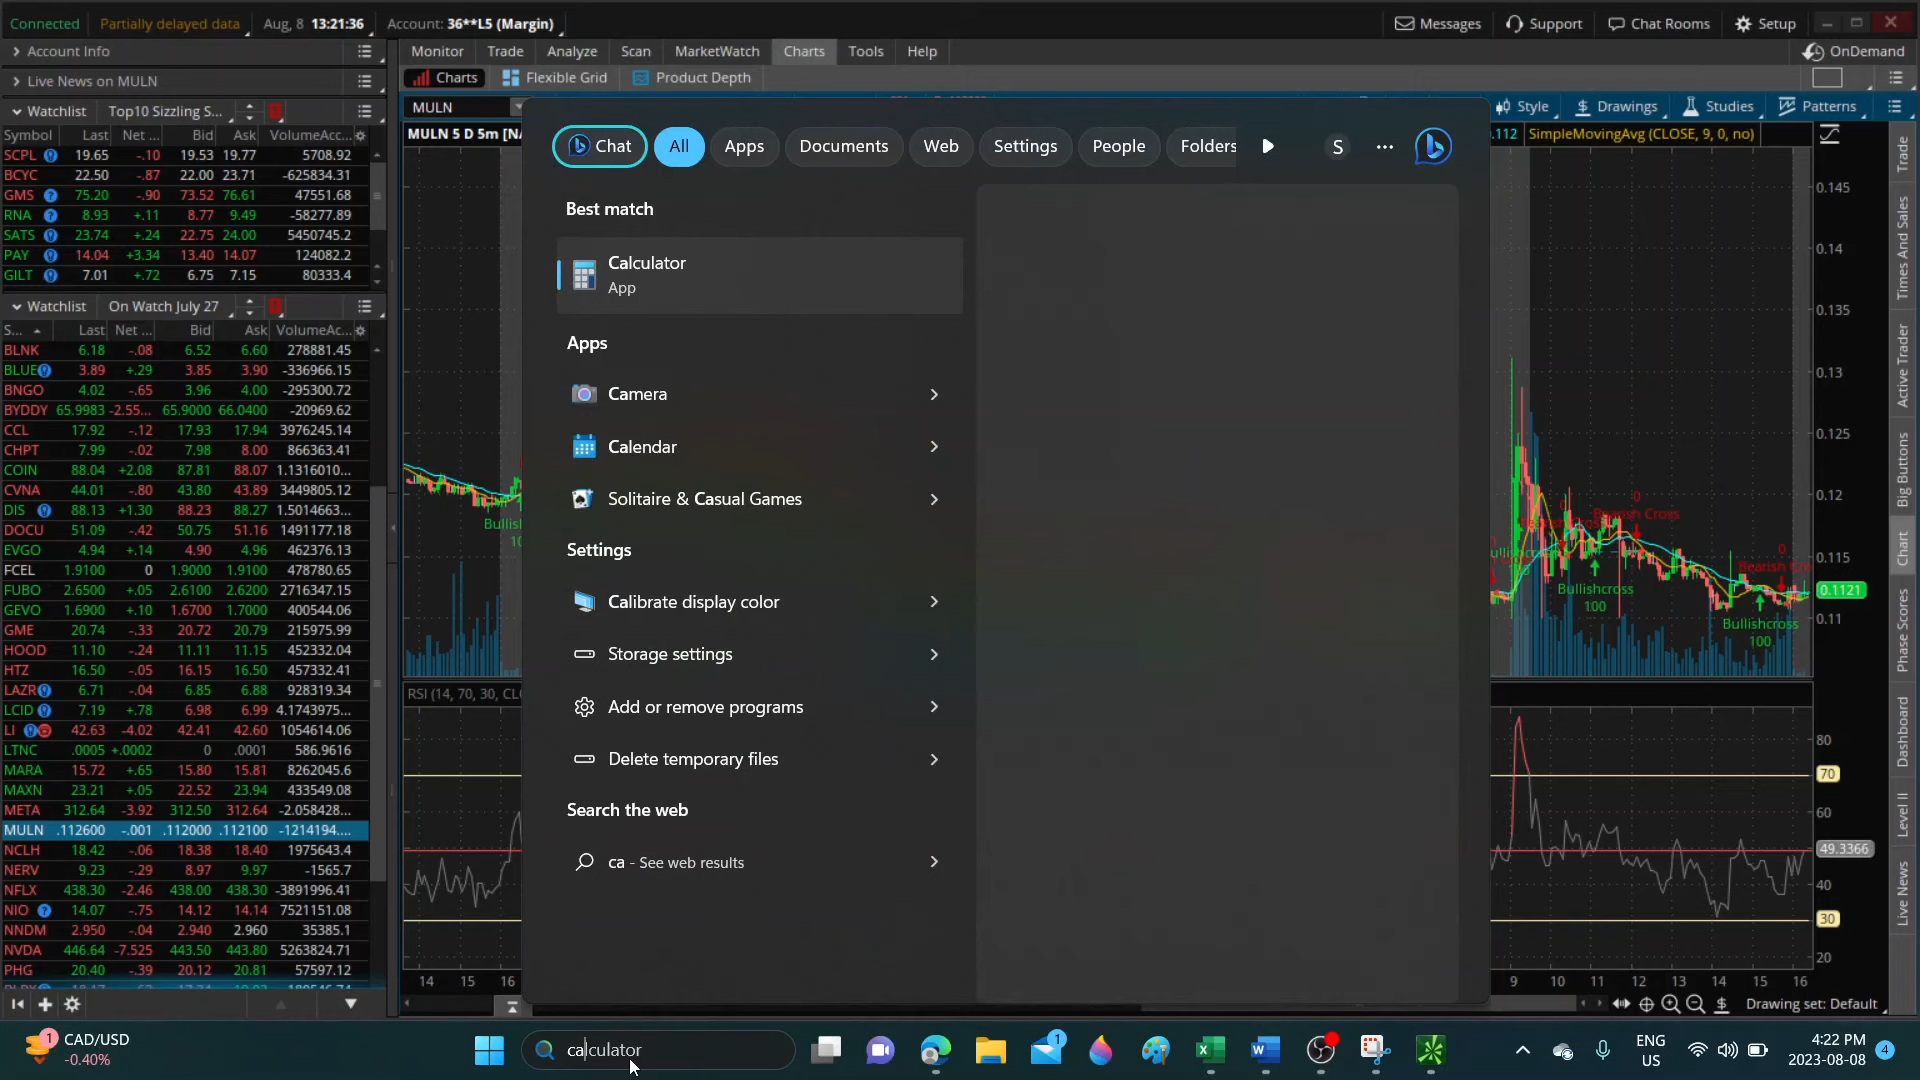 Connected Partially delayed data Aug, 8 13:21:36 Account: 36**L5 (Margin) Messages Support Chat Rooms Setup
Account Info Monitor Trade Analyze Scan MarketWatch Charts Tools Help OnDemand
Live News on MULN Charts Flexible Grid Product Depth
Watchlist Top10 Sizzling S... MULN Style Drawings Studies Patterns
Symbol Last Net ... Bid Ask VolumeAcc...
MULN 5 D 5m [NA .112 SimpleMovingAvg (CLOSE, 9, 0, no)
SCPL 19.65 -.10 19.53 19.77 5708.92
BCYC 22.50 -.87 22.00 23.71 -625834.31
GMS 75.20 -.90 73.52 76.61 47551.68
RNA 8.93 +.11 8.77 9.49 -58277.89
SATS 23.74 +.24 22.75 24.00 5450745.2
PAY 14.04 +3.34 13.40 14.07 124082.2
GILT 7.01 +.72 6.75 7.15 80333.4
Watchlist On Watch July 27
S... Last Net ... Bid Ask VolumeAc...
BLNK 6.18 -.08 6.52 6.60 278881.45
BLUE 3.89 +.29 3.85 3.90 -336966.15
BNGO 4.02 -.65 3.96 4.00 -295300.72
BYDDY 65.9983 -2.55... 65.9000 66.0400 -20969.62
CCL 17.92 -.12 17.93 17.94 3976245.14
CHPT 7.99 -.02 7.98 8.00 866363.41
COIN 88.04 +2.08 87.81 88.07 1.1316010...
CVNA 44.01 -.80 43.80 43.89 3449805.12
DIS 88.13 +1.30 88.23 88.27 1.5014663...
DOCU 51.09 -.42 50.75 51.16 1491177.18
EVGO 4.94 +.14 4.90 4.96 462376.13
FCEL 1.9100 0 1.9000 1.9100 478780.65
FUBO 2.6500 +.05 2.6100 2.6200 2716347.15
GEVO 1.6900 +.10 1.6700 1.7000 400544.06
GME 20.74 -.33 20.72 20.79 215975.99
HOOD 11.10 -.24 11.11 11.15 452332.04
HTZ 16.50 -.05 16.15 16.50 457332.41
LAZR 6.71 -.04 6.85 6.88 928319.34
LCID 7.19 +.78 6.98 6.99 4.1743975...
LI 42.63 -4.02 42.41 42.60 1054614.06
LTNC .0005 +.0002 0 .0001 586.9616
MARA 15.72 +.65 15.80 15.81 8262045.6
MAXN 23.21 +.05 22.52 23.94 433549.08
META 312.64 -3.92 312.50 312.64 -2.058428...
MULN .112600 -.001 .112000 .112100 -1214194....
NCLH 18.42 -.06 18.38 18.40 1975643.4
NERV 9.23 -.29 8.97 9.97 -1565.7
NFLX 438.30 -2.46 438.00 438.30 -3891996.41
NIO 14.07 -.75 14.12 14.14 7521151.08
NNDM 2.950 -.04 2.940 2.960 35385.1
NVDA 446.64 -7.525 443.50 443.80 5263824.71
PHG 20.40 -.39 20.12 20.81 57597.12
Chat All Apps Documents Web Settings People Folders S
Best match
Calculator
App
Apps
Camera
Calendar
Solitaire & Casual Games
Settings
Calibrate display color
Storage settings
Add or remove programs
Delete temporary files
Search the web
ca - See web results
RSI (14, 70, 30, CL
14 15 16
0.145
0.14
0.135
0.13
0.125
0.12
0.115
0.1121
0.11
Bearish Cross
Bullishcross
100
Bullishcross
100
80
70
60
49.3366
40
30
20
9 10 11 12 13 14 15 16
Drawing set: Default
Trade
Times And Sales
Active Trader
Big Buttons
Chart
Phase Scores
Dashboard
Level II
Live News
1 CAD/USD
-0.40%
calculator
1
ENG
US
4:22 PM
2023-08-08
4